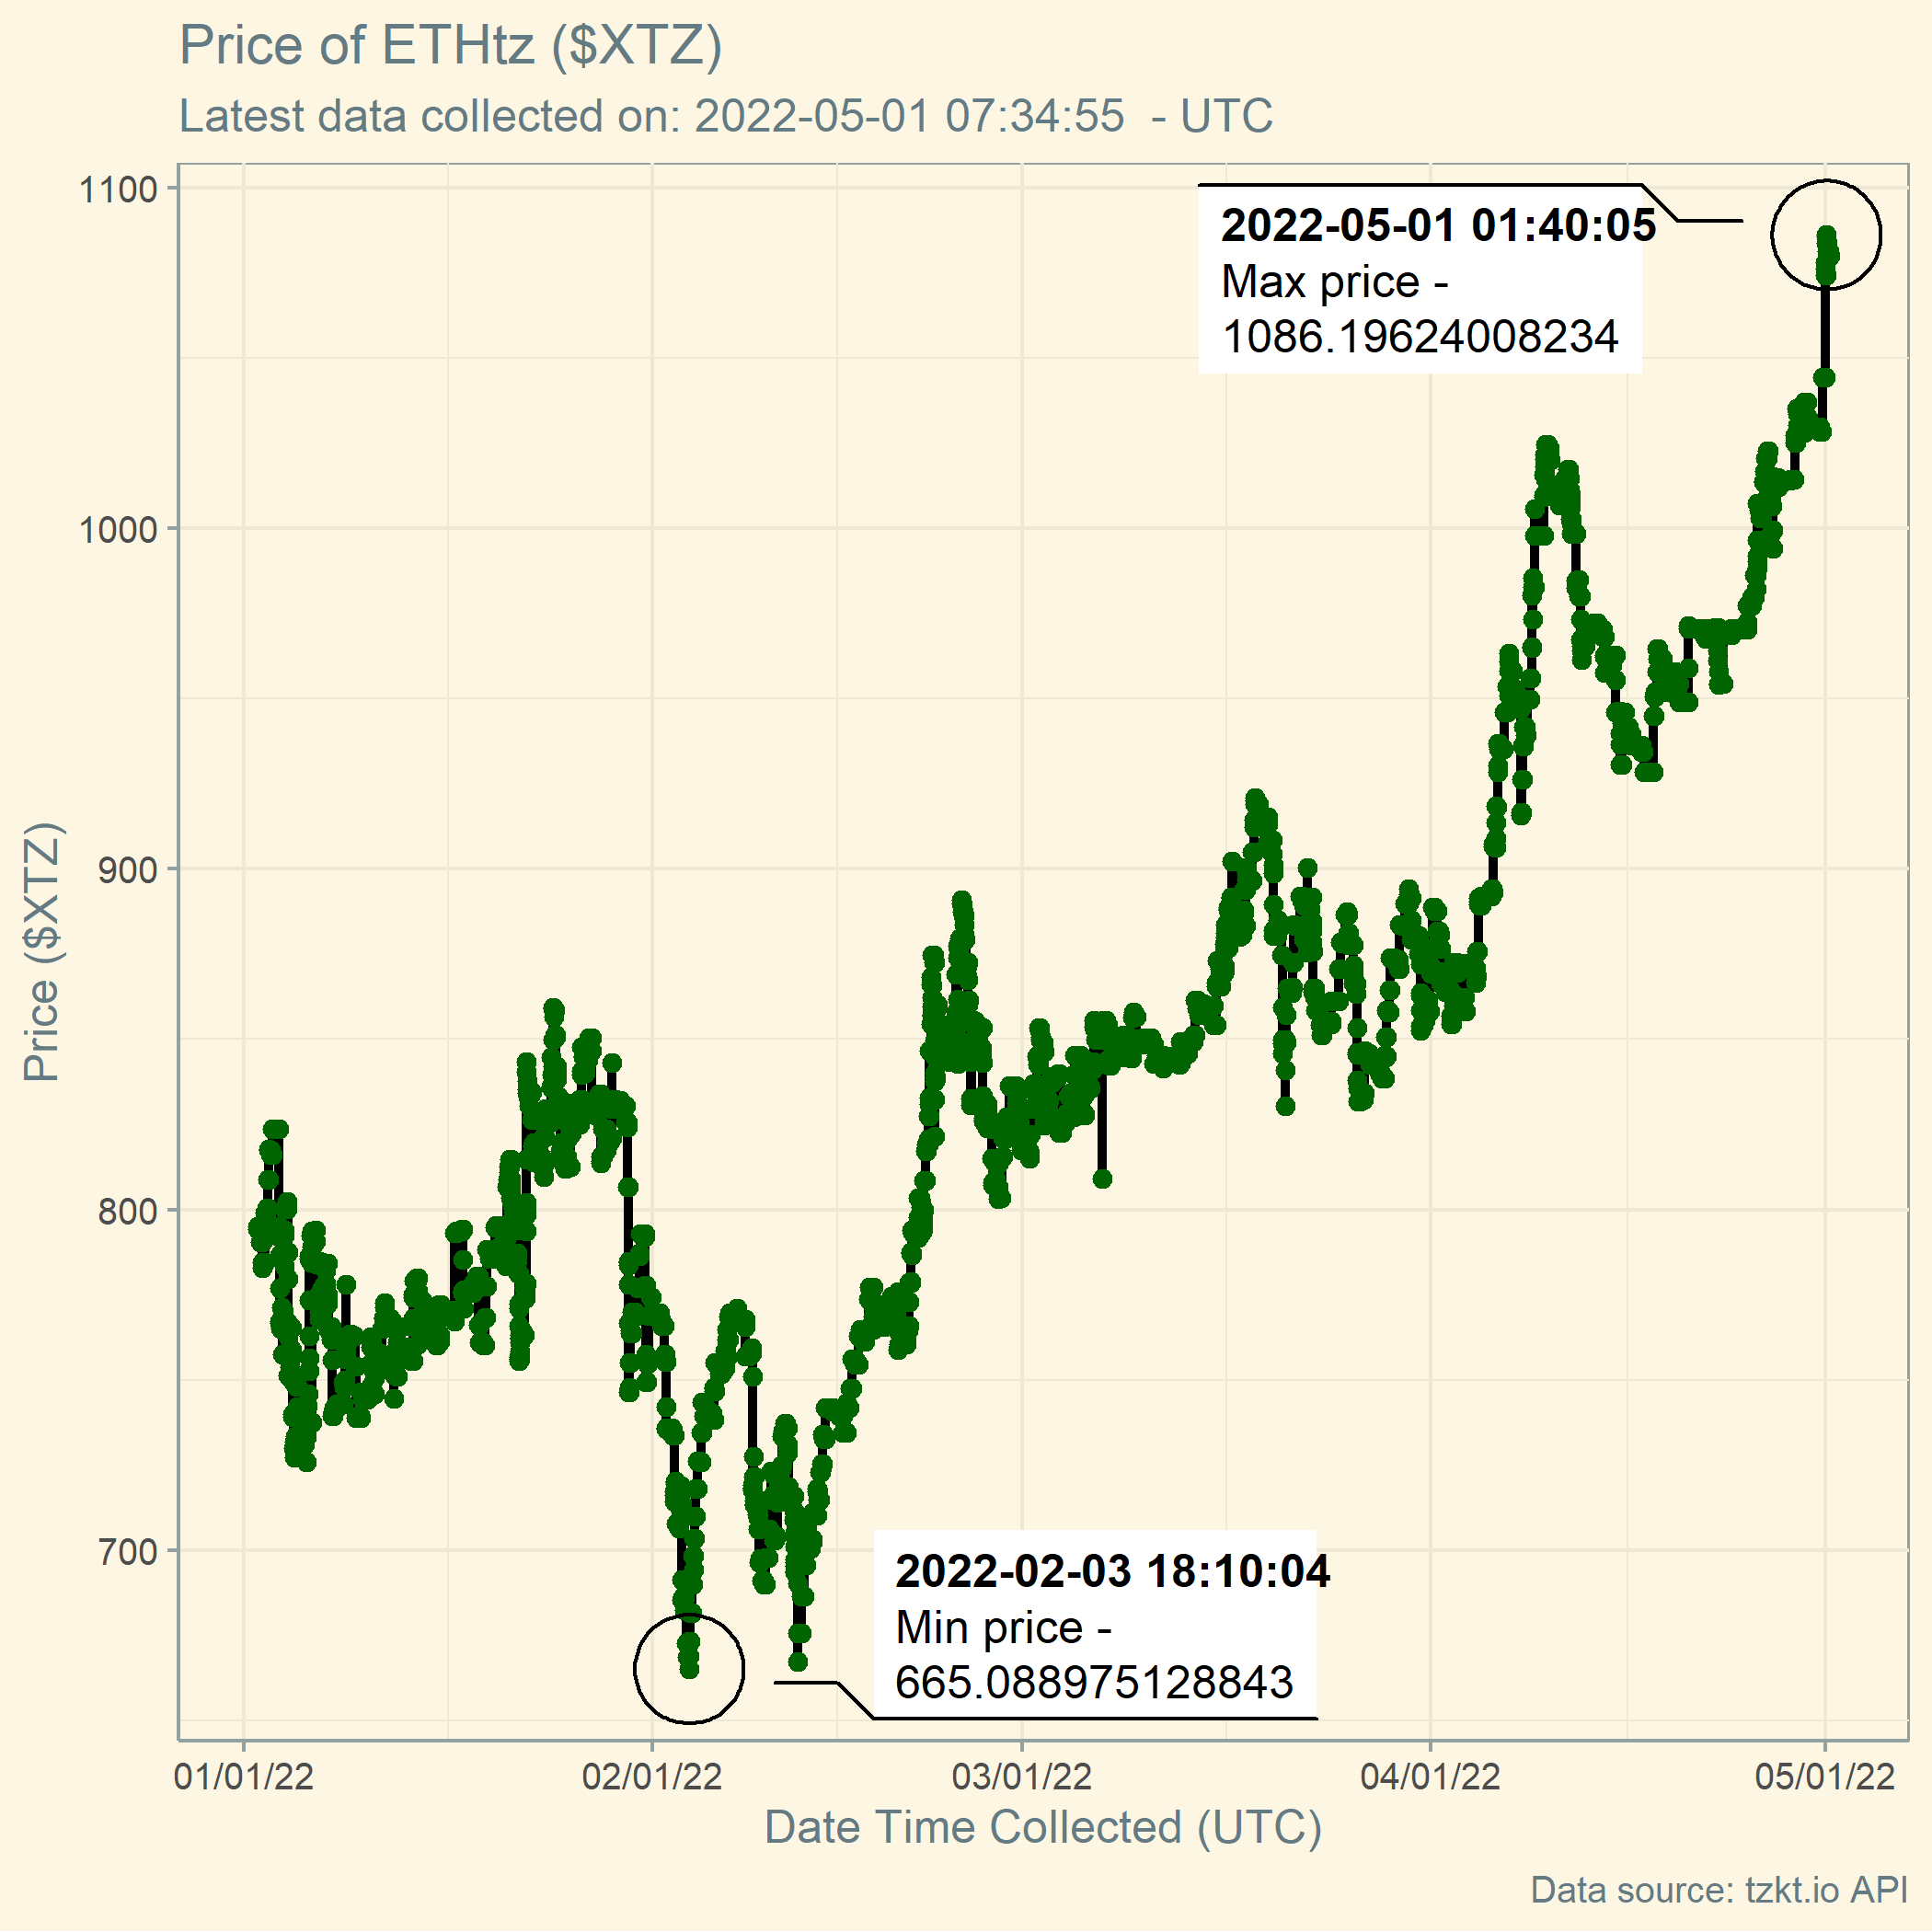 Price of ETHtz ($XTZ)
Latest data collected on: 2022-05-01 07:34:55  - UTC
1100
1000
900
800
700
Price ($XTZ)
2022-05-01 01:40:05
Max price -
1086.19624008234
2022-02-03 18:10:04
Min price -
665.088975128843
01/01/22
02/01/22
03/01/22
04/01/22
05/01/22
Date Time Collected (UTC)
Data source: tzkt.io API